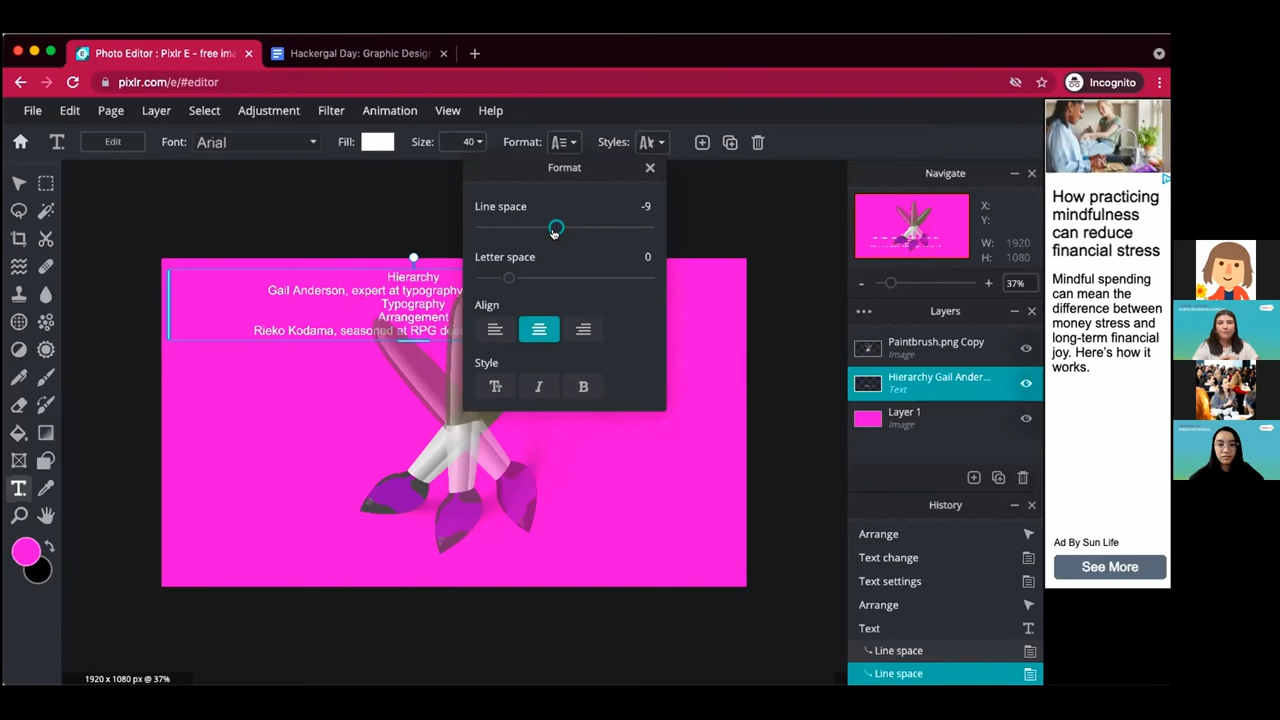 Photo Editor : Pixlr E - free ima
Hackergal Day: Graphic Design
pixlr.com/e/#editor
Incognito
File Edit Page Layer Select Adjustment Filter Animation View Help
Edit Font: Arial Fill: Size: 40 Format: Styles:
Format
Line space -9
Letter space 0
Align
Style
Hierarchy
Gail Anderson, expert at typography
Typography
Arrangement
Rieko Kodama, seasoned at RPG
Navigate
X:
Y:
W: 1920
H: 1080
- + 37%
Layers
Paintbrush.png Copy
Image
Hierarchy Gail Ander...
Text
Layer 1
Image
History
Arrange
Text change
Text settings
Arrange
Text
Line space
Line space
1920 x 1080 px @ 37%
How practicing
mindfulness
can reduce
financial stress
Mindful spending
can mean the
difference between
money stress and
long-term financial
joy. Here's how it
works.
Ad By Sun Life
See More